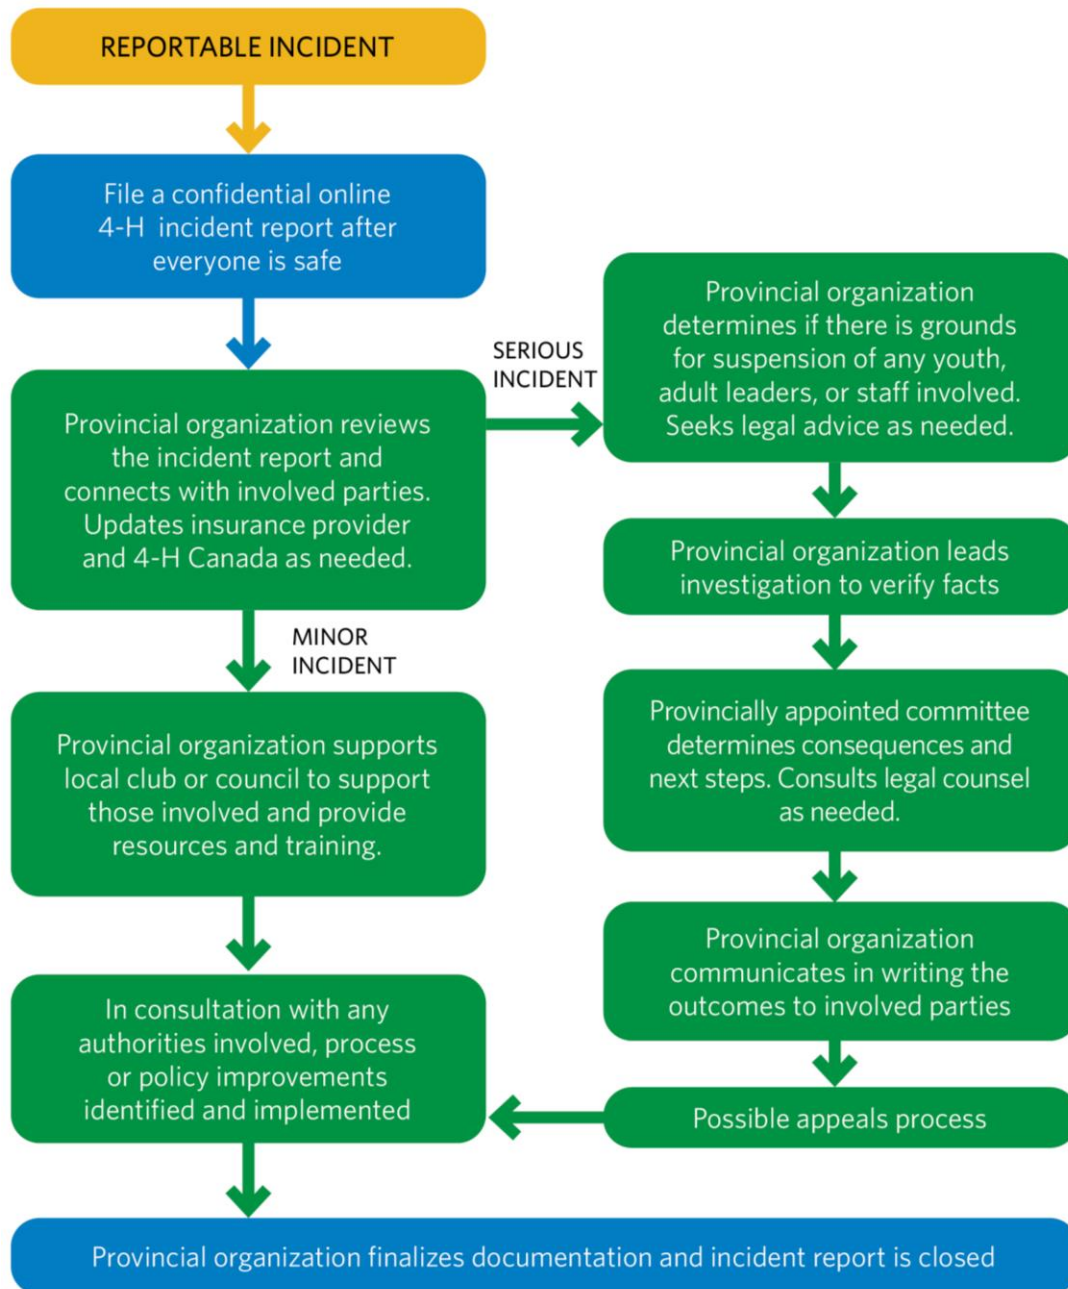 REPORTABLE INCIDENT
File a confidential online
4-H incident report after
everyone is safe
Provincial organization reviews
the incident report and
connects with involved parties.
Updates insurance provider
and 4-H Canada as needed.
SERIOUS
INCIDENT
Provincial organization
determines if there is grounds
for suspension of any youth,
adult leaders, or staff involved.
Seeks legal advice as needed.
Provincial organization leads
investigation to verify facts
Provincially appointed committee
determines consequences and
next steps. Consults legal counsel
as needed.
Provincial organization
communicates in writing the
outcomes to involved parties
Possible appeals process
MINOR
INCIDENT
Provincial organization supports
local club or council to support
those involved and provide
resources and training.
In consultation with any
authorities involved, process
or policy improvements
identified and implemented
Provincial organization finalizes documentation and incident report is closed